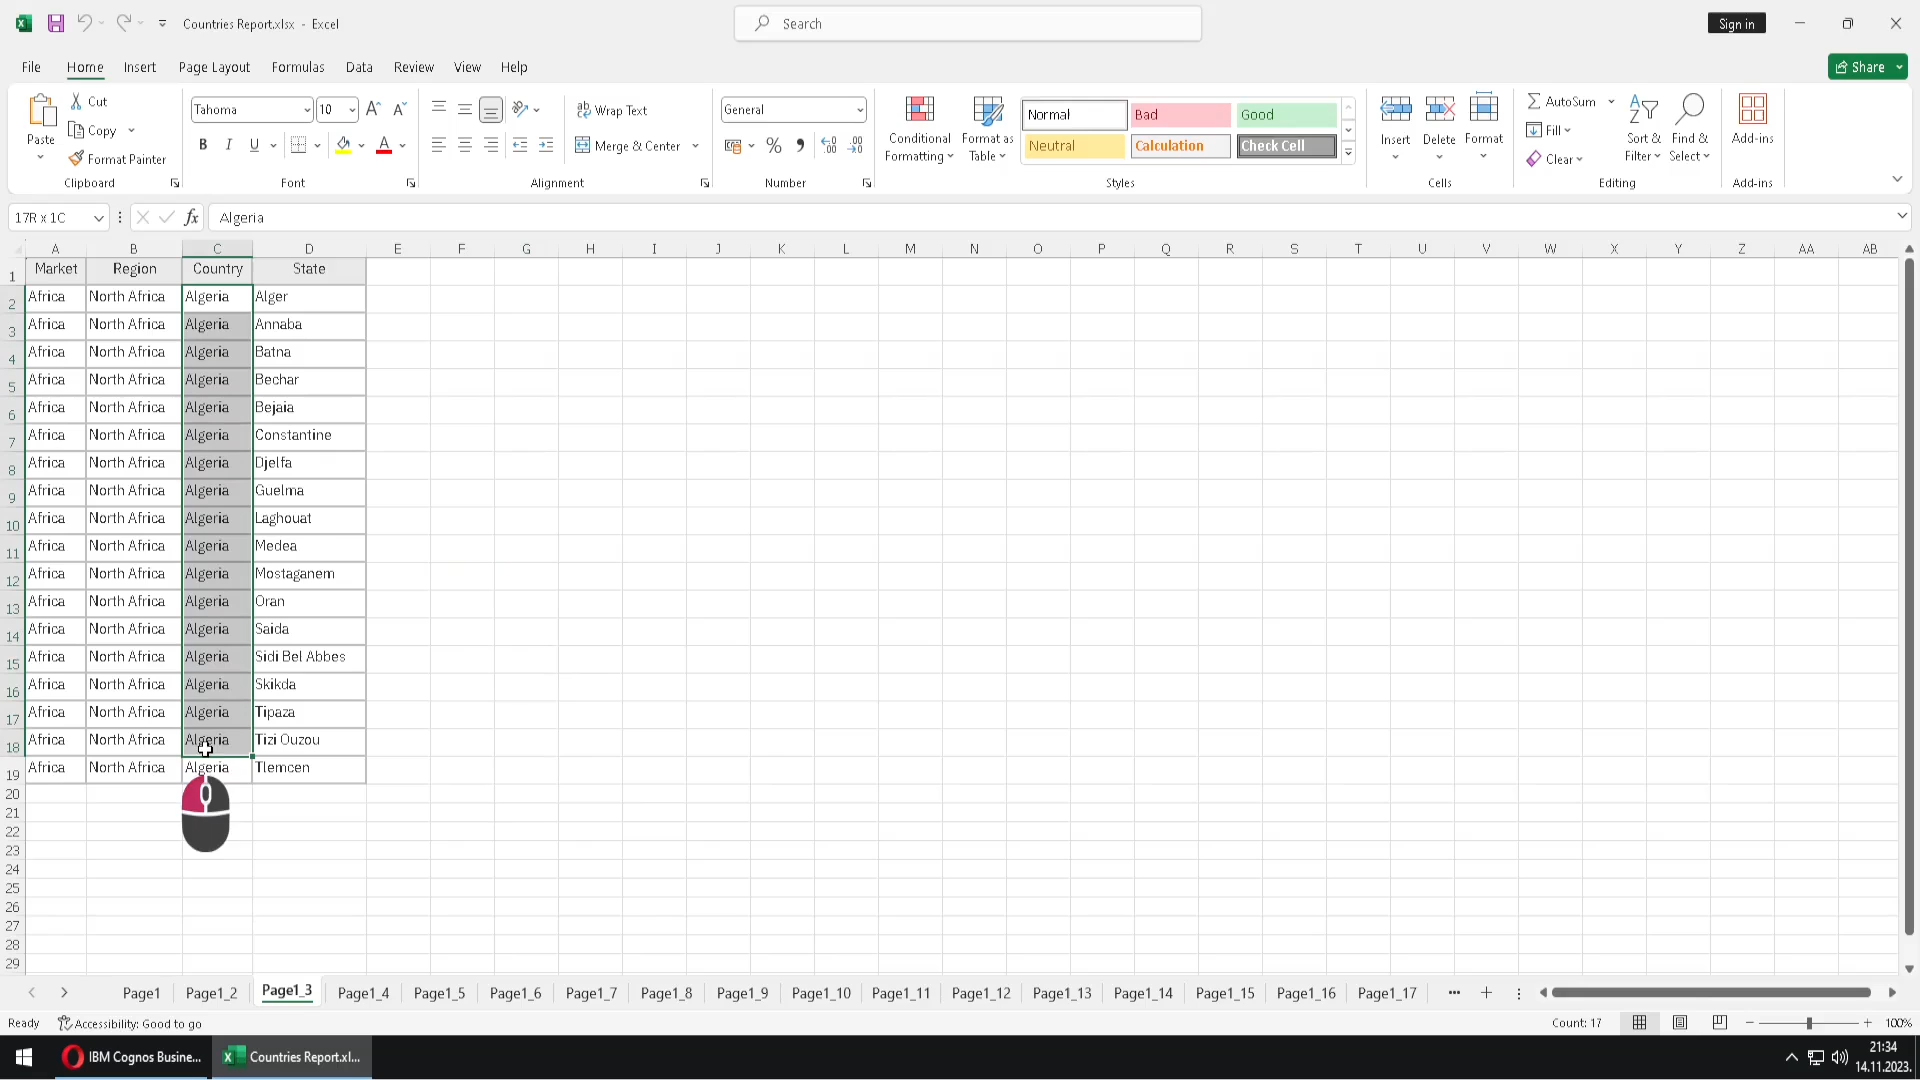 Countries Report.xlsx - Excel
Search
Sign in
File Home Insert Page Layout Formulas Data Review View Help
Share
Paste
Cut
Copy
Format Painter
Clipboard
Tahoma 10
B I U
Font
Wrap Text
Merge & Center
Alignment
General
Number
Conditional Formatting
Format as Table
Normal Bad Good
Neutral Calculation Check Cell
Styles
Insert Delete Format
Cells
AutoSum
Fill
Clear
Sort & Filter
Find & Select
Editing
Add-ins
Add-ins
17R x 1C fx Algeria
A B C D E F G H I J K L M N O P Q R S T U V W X Y Z AA AB
1 Market Region Country State
2 Africa North Africa Algeria Alger
3 Africa North Africa Algeria Annaba
4 Africa North Africa Algeria Batna
5 Africa North Africa Algeria Bechar
6 Africa North Africa Algeria Bejaia
7 Africa North Africa Algeria Constantine
8 Africa North Africa Algeria Djelfa
9 Africa North Africa Algeria Guelma
10 Africa North Africa Algeria Laghouat
11 Africa North Africa Algeria Medea
12 Africa North Africa Algeria Mostaganem
13 Africa North Africa Algeria Oran
14 Africa North Africa Algeria Saida
15 Africa North Africa Algeria Sidi Bel Abbes
16 Africa North Africa Algeria Skikda
17 Africa North Africa Algeria Tipaza
18 Africa North Africa Algeria Tizi Ouzou
19 Africa North Africa Algeria Tlemcen
20
21
22
23
24
25
26
27
28
29
Page1 Page1_2 Page1_3 Page1_4 Page1_5 Page1_6 Page1_7 Page1_8 Page1_9 Page1_10 Page1_11 Page1_12 Page1_13 Page1_14 Page1_15 Page1_16 Page1_17 ...
Ready Accessibility: Good to go Count: 17 100%
IBM Cognos Busine... Countries Report.xl...
21:34
14.11.2023.